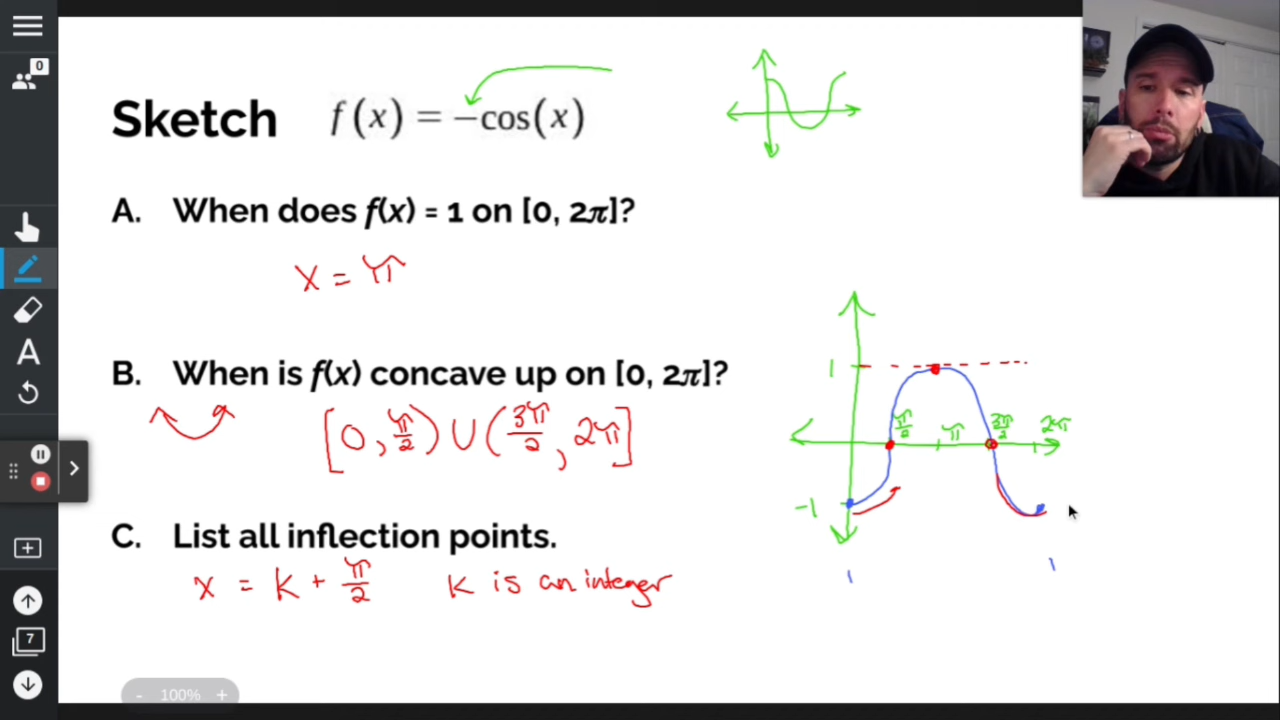 0
Sketch f(x) = -cos(x)
A. When does f(x) = 1 on [0, 2π]?
x = π
B. When is f(x) concave up on [0, 2π]?
[0, π/2) ∪ (3π/2, 2π]
C. List all inflection points.
x = k + π/2 k is an integer
1
π/2 π 3π/2 2π
-1
A
7
- 100% +